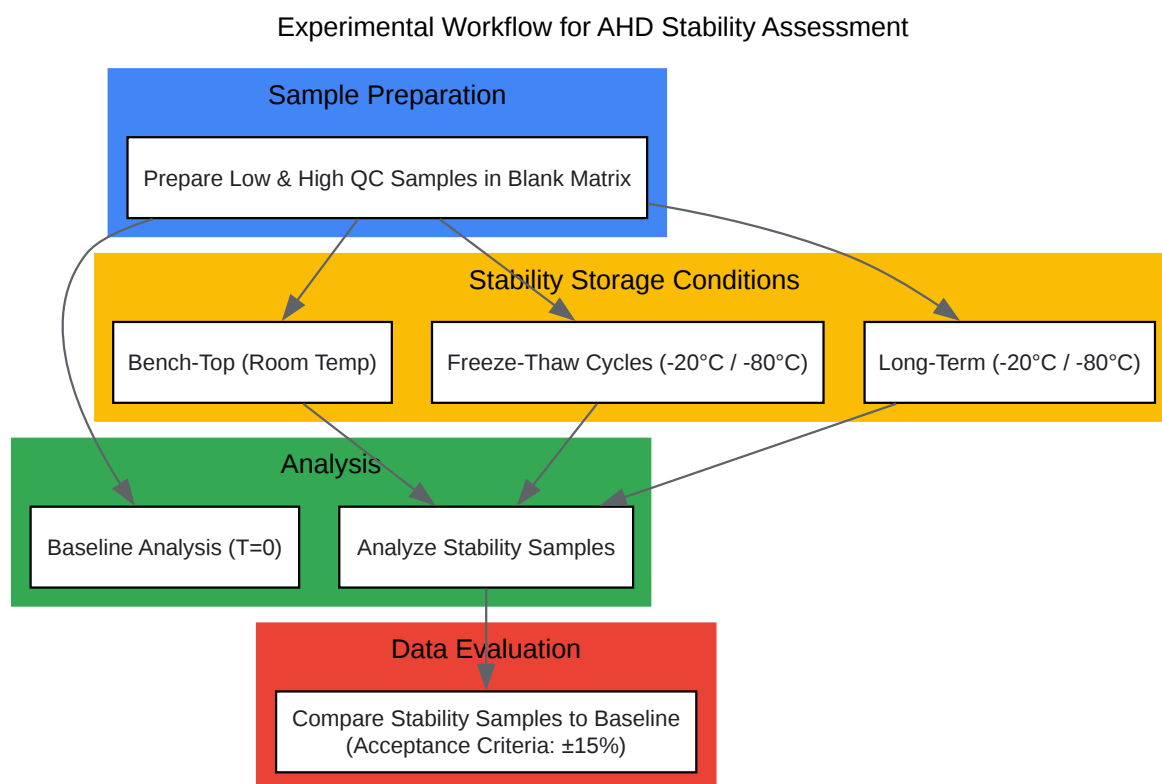 Experimental Workflow for AHD Stability Assessment
Sample Preparation
Prepare Low & High QC Samples in Blank Matrix
Stability Storage Conditions
Bench-Top (Room Temp)
Freeze-Thaw Cycles (-20°C / -80°C)
Long-Term (-20°C / -80°C)
Analysis
Baseline Analysis (T=0)
Analyze Stability Samples
Data Evaluation
Compare Stability Samples to Baseline
(Acceptance Criteria: ±15%)